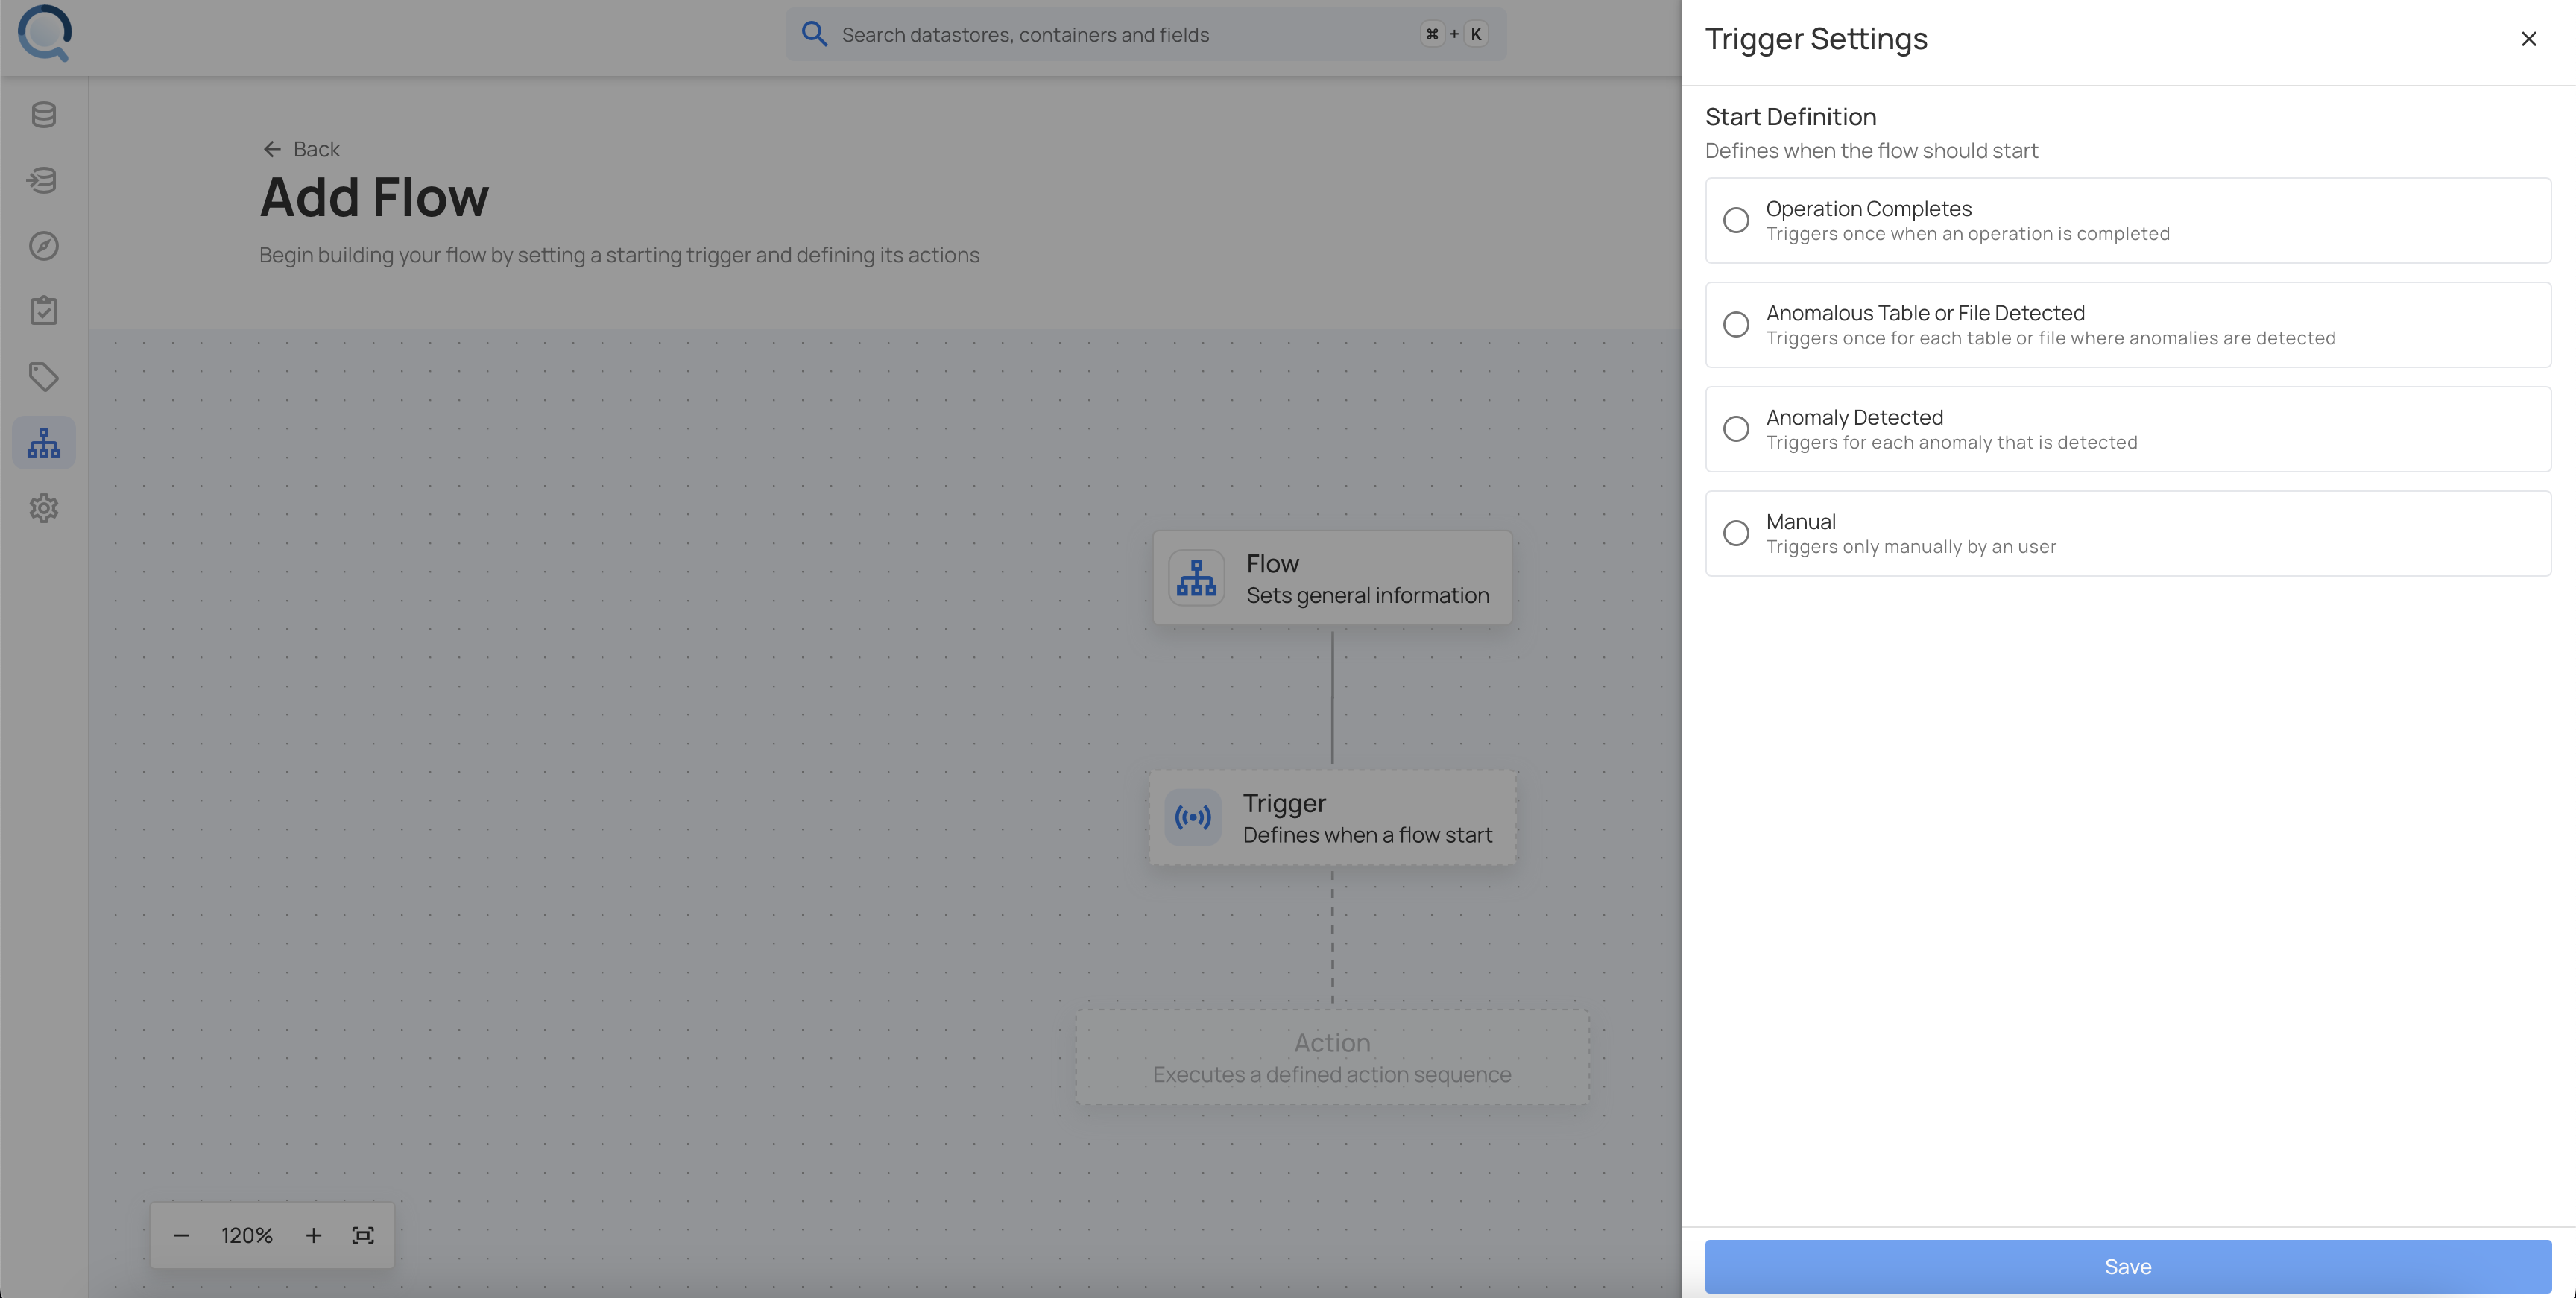 Search datastores, containers and fields
⌘ + K
Back
Add Flow
Begin building your flow by setting a starting trigger and defining its actions
Flow
Sets general information
Trigger
Defines when a flow start
Action
Executes a defined action sequence
120%
Trigger Settings
Start Definition
Defines when the flow should start
Operation Completes
Triggers once when an operation is completed
Anomalous Table or File Detected
Triggers once for each table or file where anomalies are detected
Anomaly Detected
Triggers for each anomaly that is detected
Manual
Triggers only manually by an user
Save